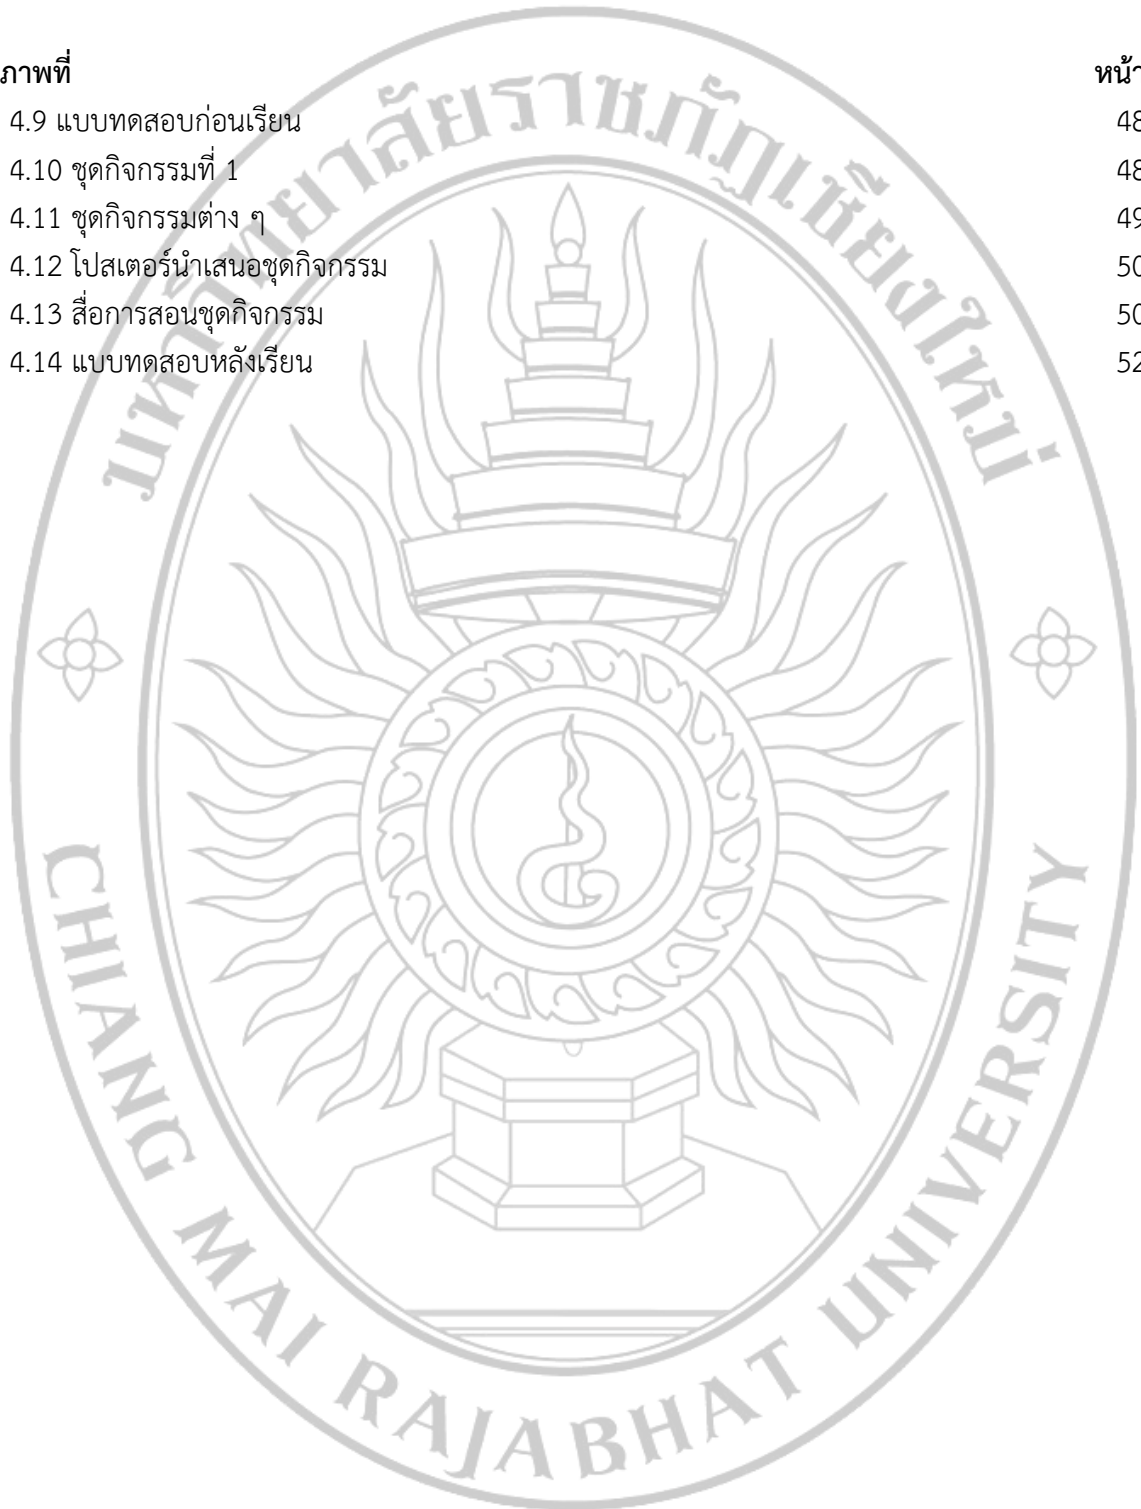 ภาพที่ หน้า
4.9 แบบทดสอบก่อนเรียน 48
4.10 ชุดกิจกรรมที่ 1 48
4.11 ชุดกิจกรรมต่าง ๆ 49
4.12 โปสเตอร์นำเสนอชุดกิจกรรม 50
4.13 สื่อการสอนชุดกิจกรรม 50
4.14 แบบทดสอบหลังเรียน 52
มหาวิทยาลัยราชภัฏเชียงใหม่
CHIANG MAI RAJABHAT UNIVERSITY